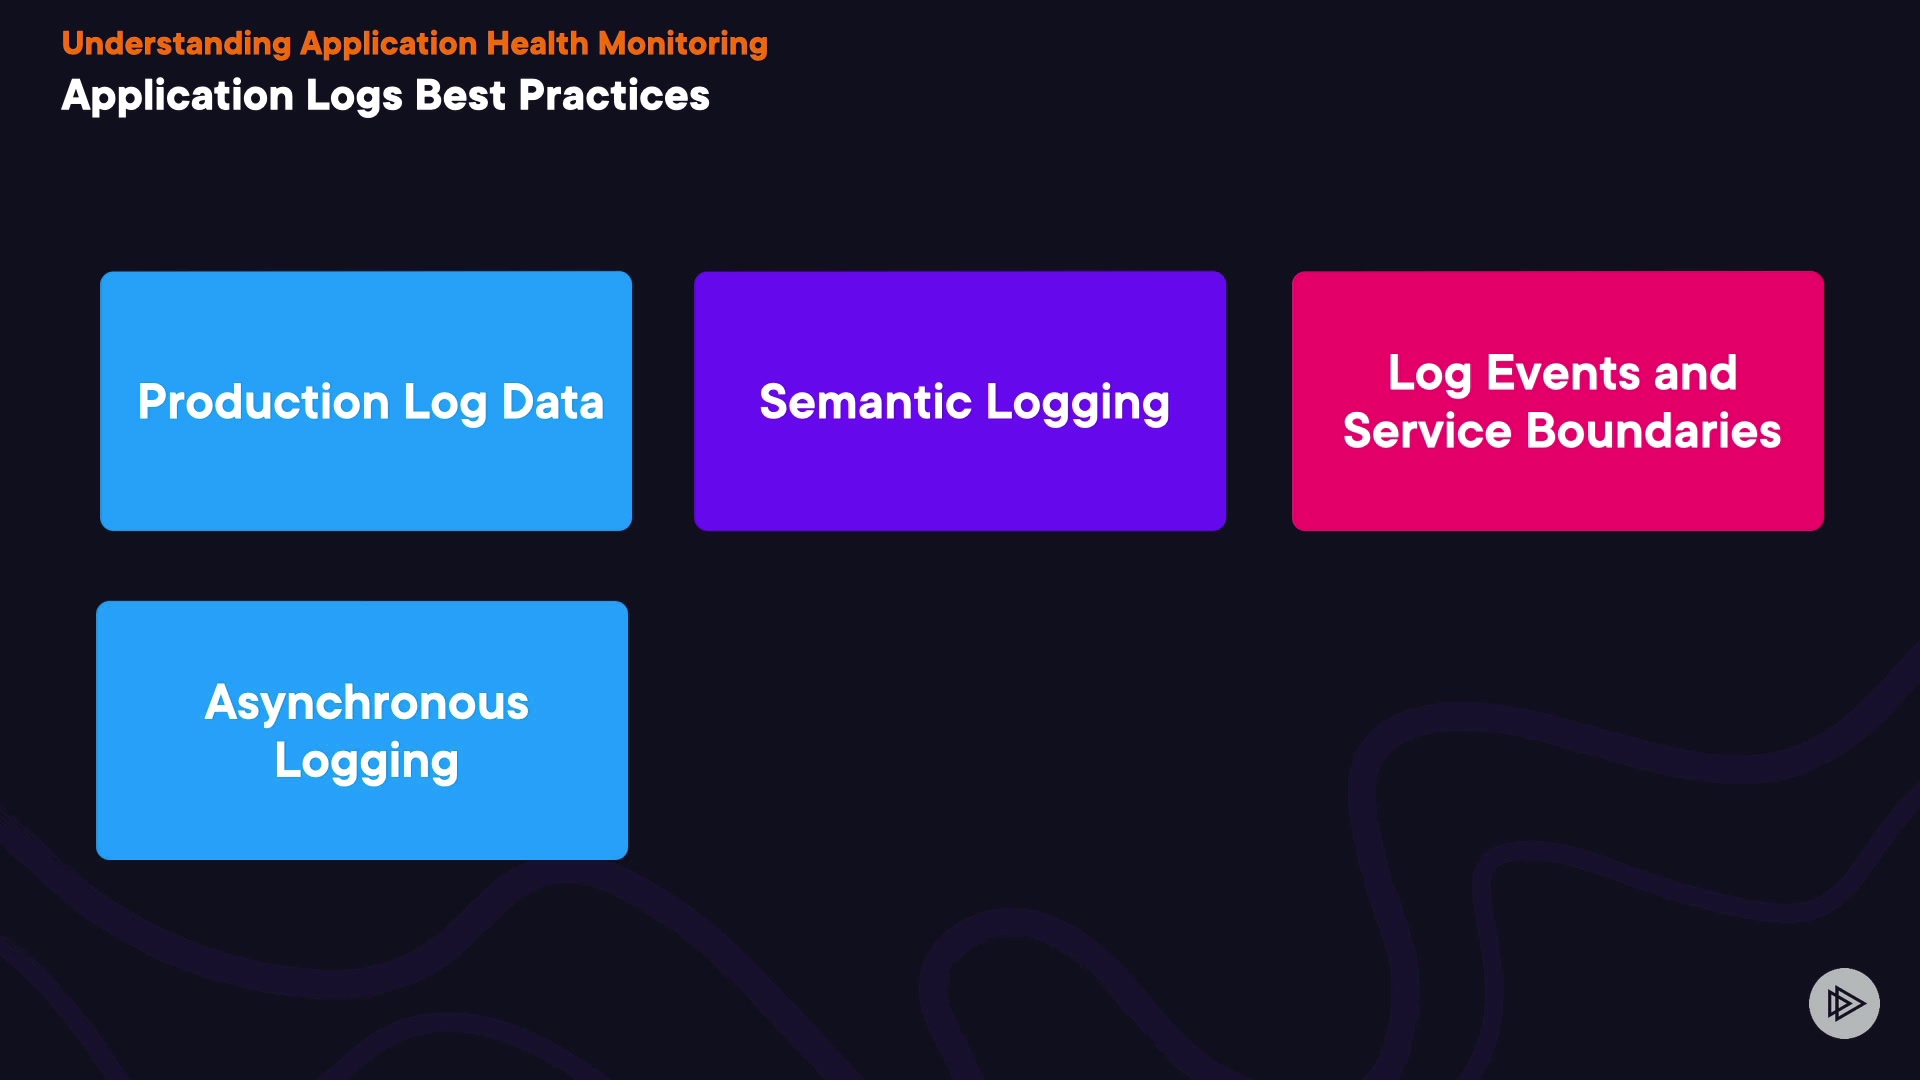 Understanding Application Health Monitoring
Application Logs Best Practices
Production Log Data
Semantic Logging
Log Events and
Service Boundaries
Asynchronous
Logging